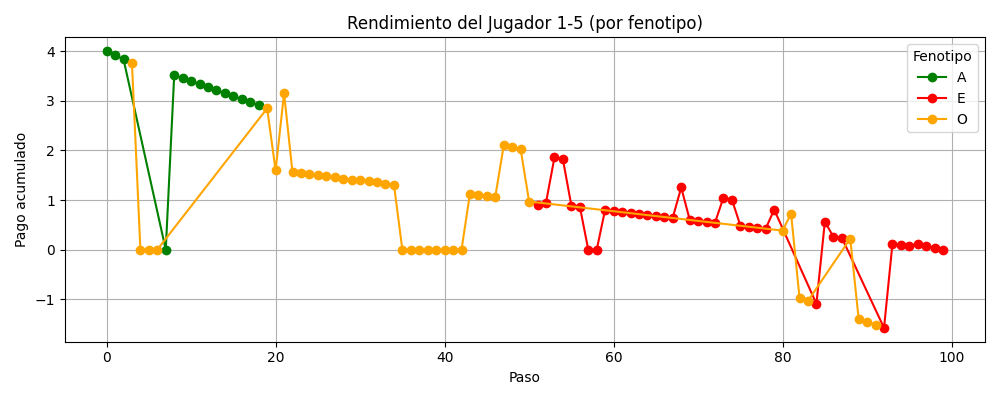 Rendimiento del Jugador 1-5 (por fenotipo)
Pago acumulado
4
3
2
1
0
−1
Fenotipo
A
E
O
0
20
40
60
80
100
Paso